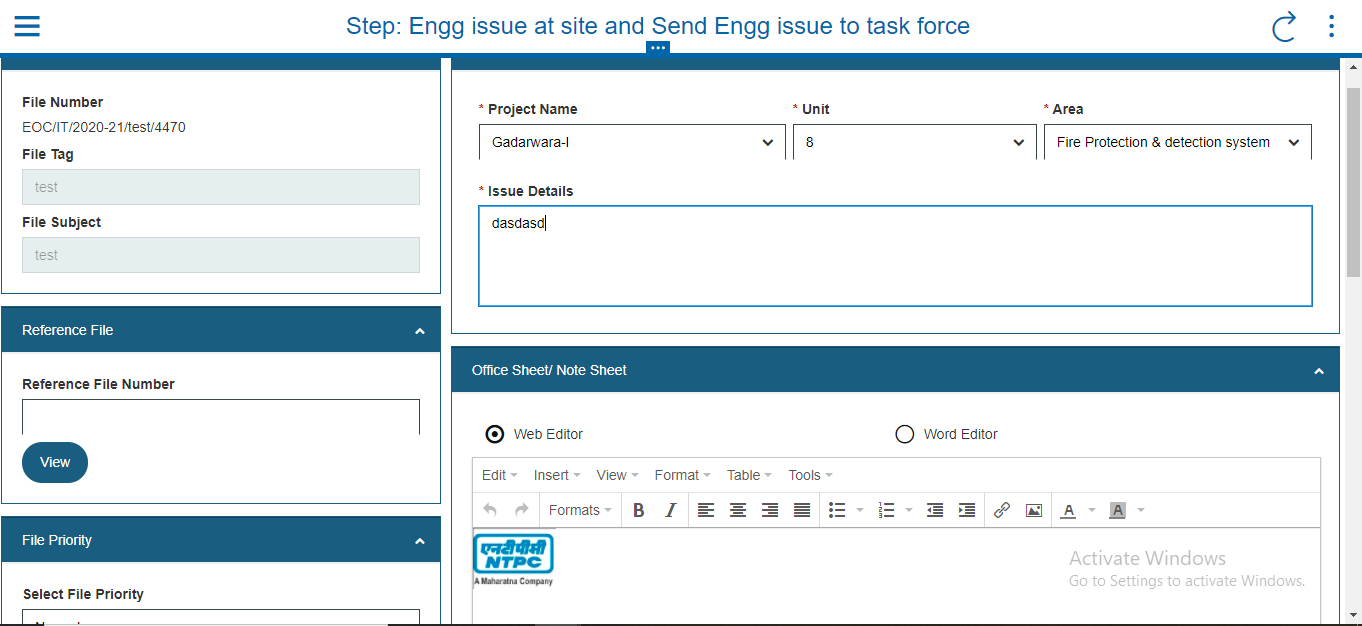 Step: Engg issue at site and Send Engg issue to task force
File Number
EOC/IT/2020-21/test/4470
File Tag
test
File Subject
test
Reference File
Reference File Number
View
File Priority
Select File Priority
* Project Name * Unit * Area
Gadarwara-I 8 Fire Protection & detection system
* Issue Details
dasdasd
Office Sheet/ Note Sheet
Web Editor Word Editor
Edit Insert View Format Table Tools
Formats B I A A
एनटीपीसी
NTPC
A Maharatna Company
Activate Windows
Go to Settings to activate Windows.